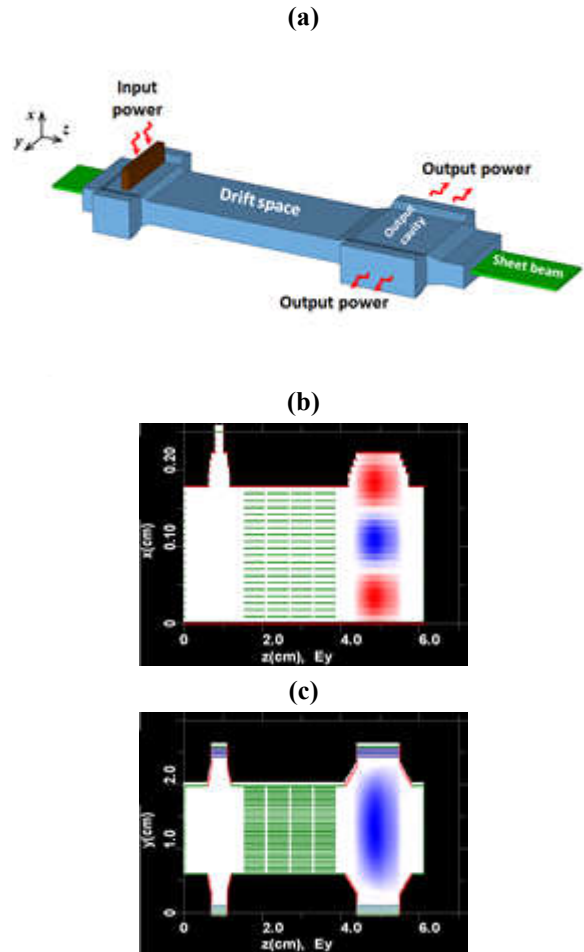 (a)
Input
power
x
y
z
Drift space
Output power
Output
cavity
Sheet beam
Output power
(b)
x(cm)
0.20
0.10
0
0
2.0
4.0
6.0
z(cm), Ey
(c)
y(cm)
2.0
1.0
0
0
2.0
4.0
6.0
z(cm), Ey